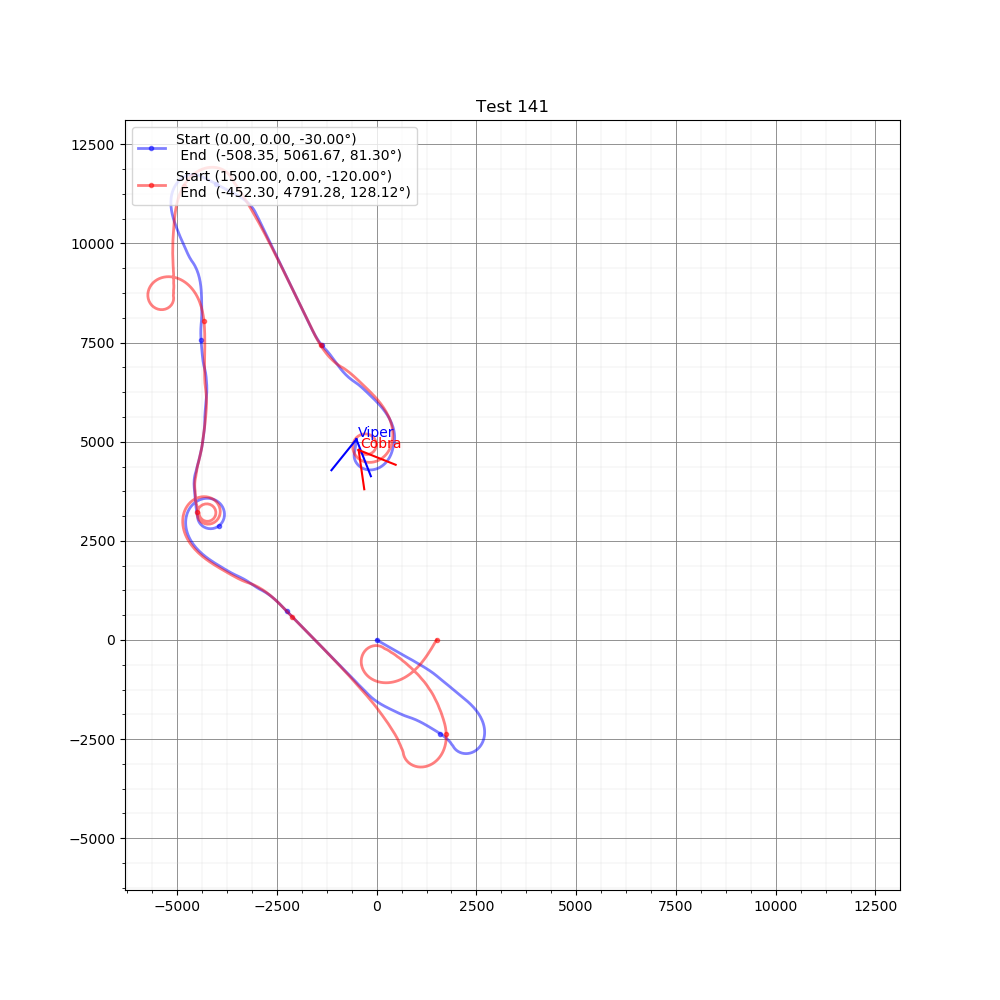 Test 141
Start (0.00, 0.00, -30.00°)
End (-508.35, 5061.67, 81.30°)
Start (1500.00, 0.00, -120.00°)
End (-452.30, 4791.28, 128.12°)
12500
10000
7500
5000
2500
0
−2500
−5000
Viper
Cobra
−5000 −2500 0 2500 5000 7500 10000 12500